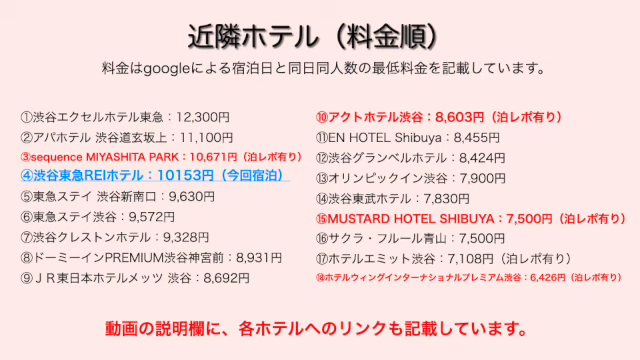 近隣ホテル（料金順）
料金はgoogleによる宿泊日と同日同人数の最低料金を記載しています。
①渋谷エクセルホテル東急：12,300円
②アパホテル 渋谷道玄坂上：11,100円
③sequence MIYASHITA PARK：10,671円（泊レポ有り）
④渋谷東急REIホテル：10153円（今回宿泊）
⑤東急ステイ 渋谷新南口：9,630円
⑥東急ステイ渋谷：9,572円
⑦渋谷クレストンホテル：9,328円
⑧ドーミーインPREMIUM渋谷神宮前：8,931円
⑨ＪＲ東日本ホテルメッツ 渋谷：8,692円
⑩アクトホテル渋谷：8,603円（泊レポ有り）
⑪EN HOTEL Shibuya：8,455円
⑫渋谷グランベルホテル：8,424円
⑬オリンピックイン渋谷：7,900円
⑭渋谷東武ホテル：7,830円
⑮MUSTARD HOTEL SHIBUYA：7,500円（泊レポ有り）
⑯サクラ・フルール青山：7,500円
⑰ホテルエミット渋谷：7,108円（泊レポ有り）
⑱ホテルウィングインターナショナルプレミアム渋谷：6,426円（泊レポ有り）
動画の説明欄に、各ホテルへのリンクも記載しています。